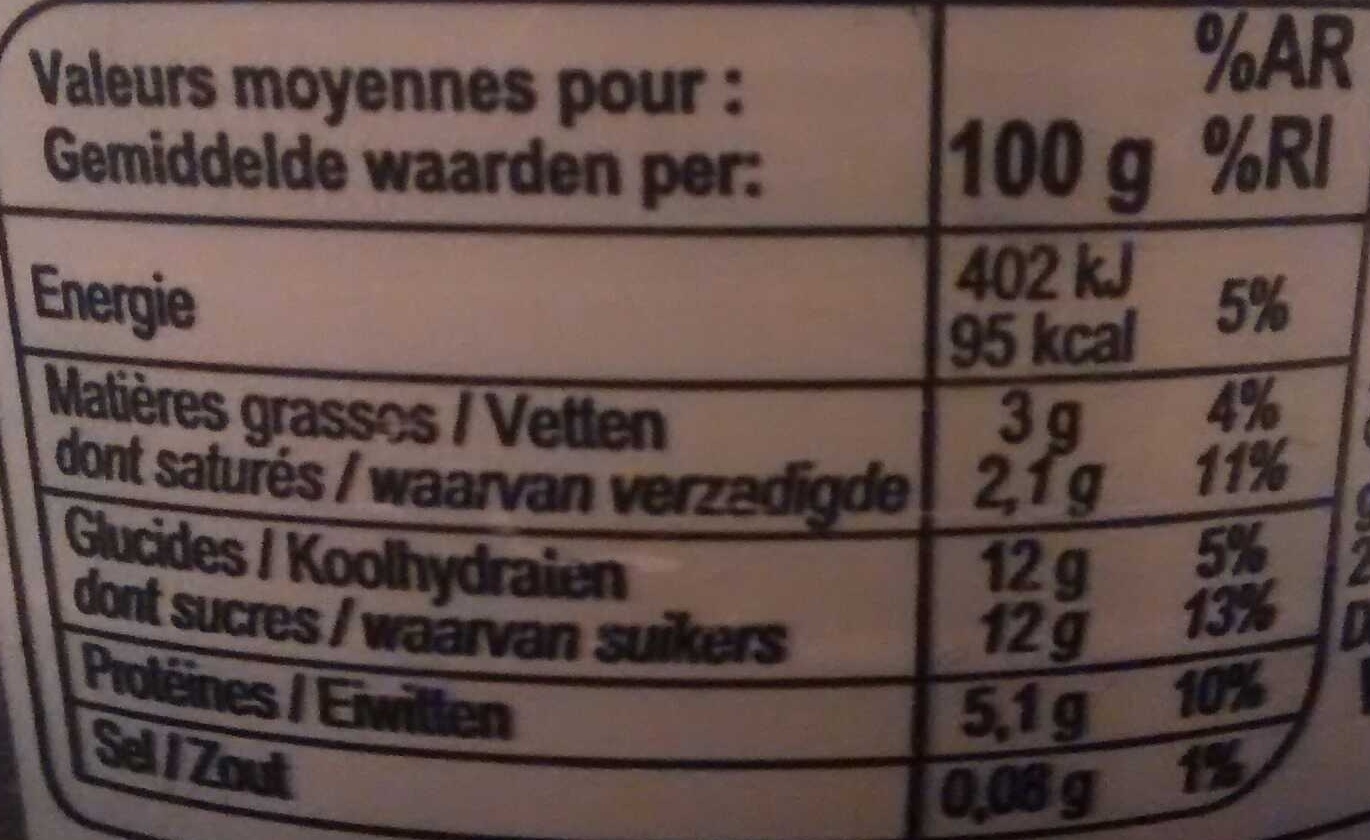 %AR
Valeurs moyennes pour :
Gemiddelde waarden per: 100 g %RI
Energie 402 kJ 95 kcal 5%
Matières grasses / Vetten 3 g 4%
dont saturés / waarvan verzadigde 2,1 g 11%
Glucides / Koolhydraten 12 g 5%
dont sucres / waarvan suikers 12 g 13%
Protéines / Eiwitten 5,1 g 10%
Sel / Zout 0,08 g 1%